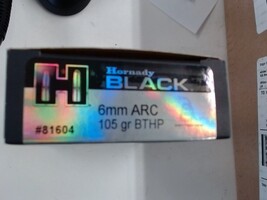 H
Hornady
BLACK
6mm ARC
#81604
105 gr BTHP